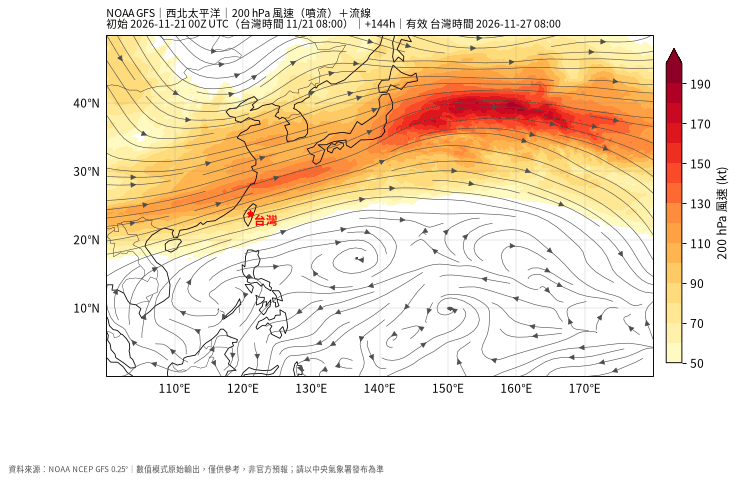 NOAA GFS｜西北太平洋｜200 hPa 風速（噴流）＋流線
初始 2026-11-21 00Z UTC（台灣時間 11/21 08:00）｜+144h｜有效 台灣時間 2026-11-27 08:00
40°N
30°N
20°N
10°N
110°E
120°E
130°E
140°E
150°E
160°E
170°E
台灣
190
170
150
130
110
90
70
50
200 hPa 風速 (kt)
資料來源：NOAA NCEP GFS 0.25°｜數值模式原始輸出，僅供參考，非官方預報；請以中央氣象署發布為準